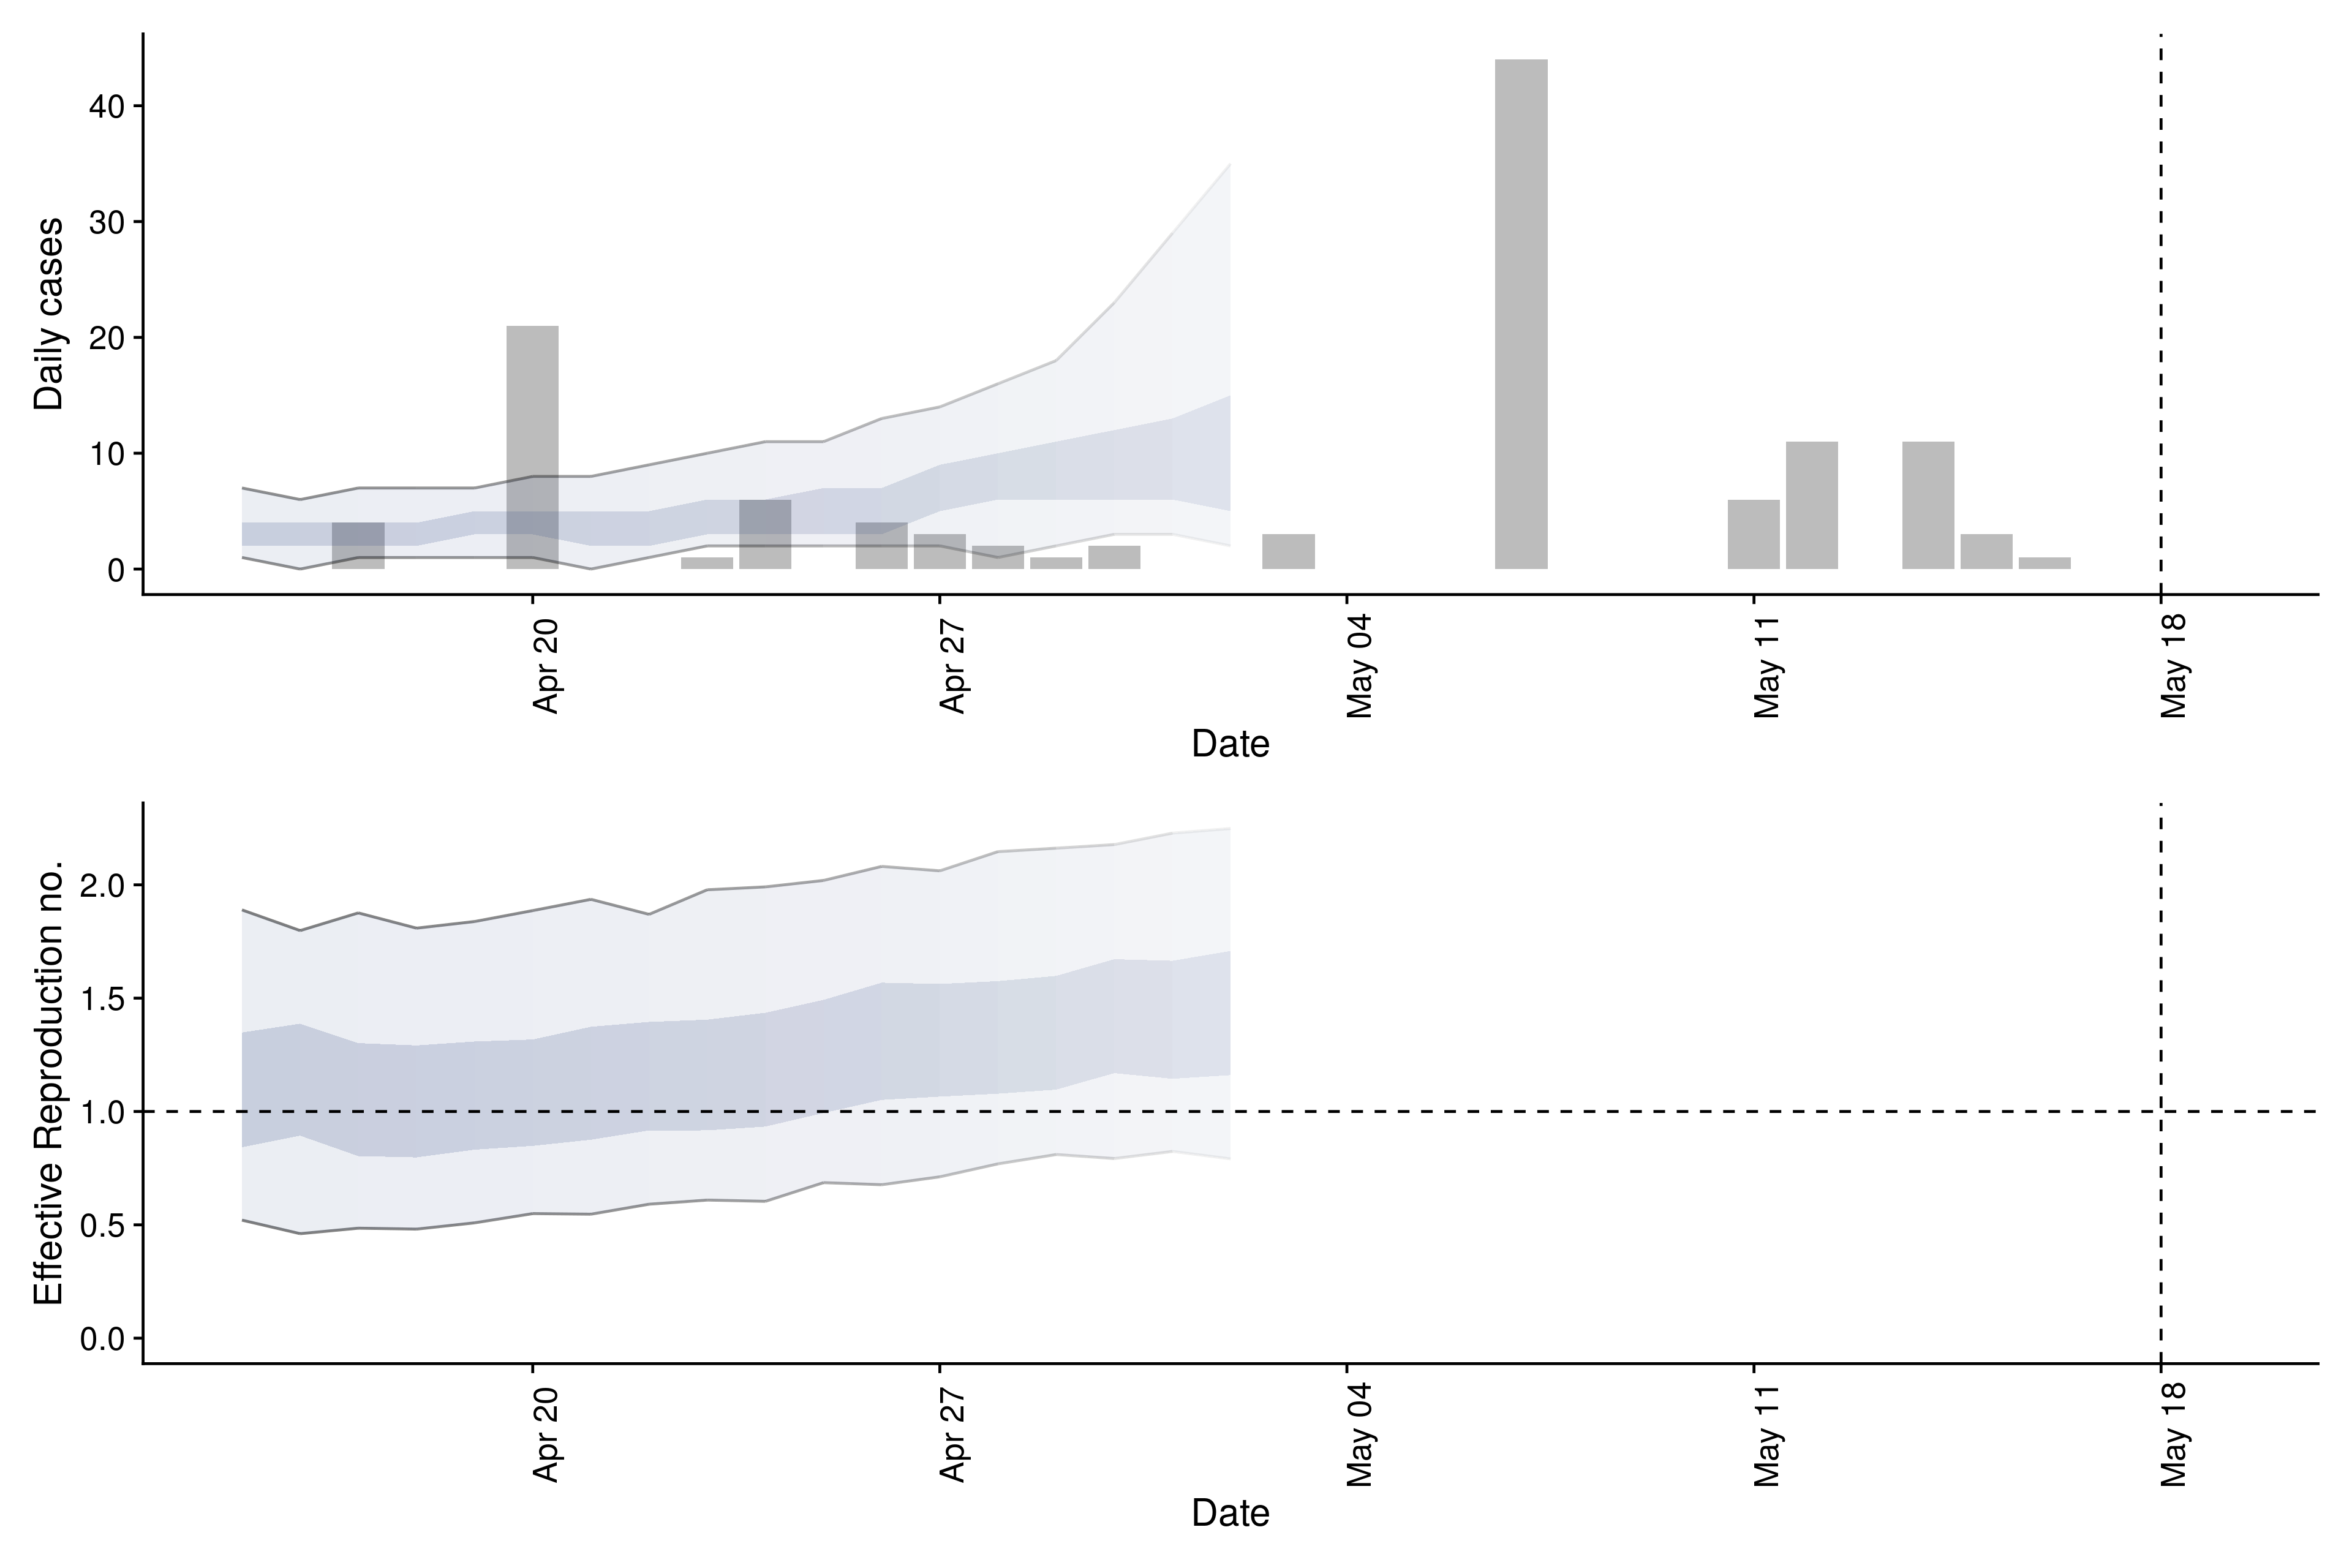 Daily cases
40
30
20
10
0
Apr 20
Apr 27
May 04
May 11
May 18
Date
Effective Reproduction no.
2.0
1.5
1.0
0.5
0.0
Apr 20
Apr 27
May 04
May 11
May 18
Date